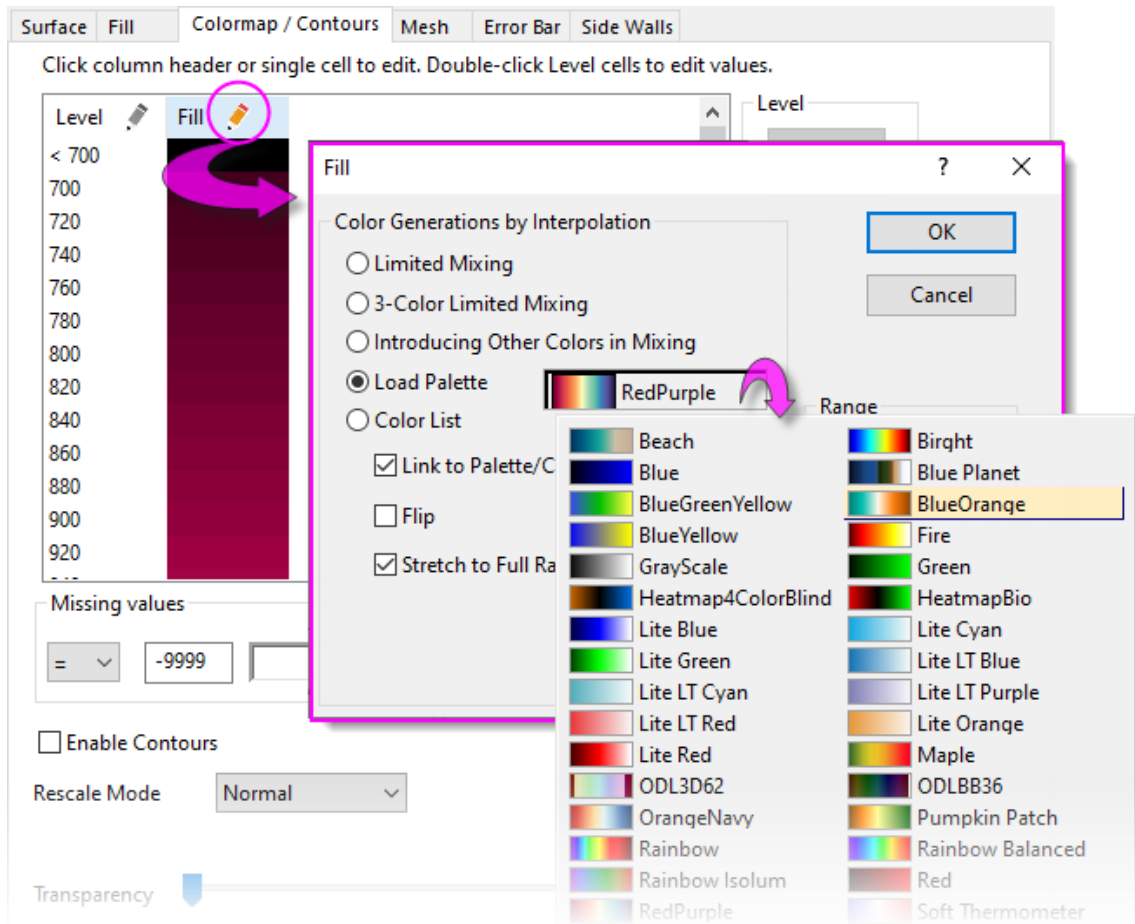 Surface Fill Colormap / Contours Mesh Error Bar Side Walls
Click column header or single cell to edit. Double-click Level cells to edit values.
Level Fill
Level
< 700
700
720
740
760
780
800
820
840
860
880
900
920
Fill ? X
Color Generations by Interpolation
OK
Limited Mixing
Cancel
3-Color Limited Mixing
Introducing Other Colors in Mixing
Load Palette RedPurple
Color List
Range
Link to Palette/C
Flip
Stretch to Full Ra
Beach Birght
Blue Blue Planet
BlueGreenYellow BlueOrange
BlueYellow Fire
GrayScale Green
Heatmap4ColorBlind HeatmapBio
Lite Blue Lite Cyan
Lite Green Lite LT Blue
Lite LT Cyan Lite LT Purple
Lite LT Red Lite Orange
Lite Red Maple
ODL3D62 ODLBB36
OrangeNavy Pumpkin Patch
Rainbow Rainbow Balanced
Rainbow Isolum Red
RedPurple Soft Thermometer
Missing values
= -9999
Enable Contours
Rescale Mode Normal
Transparency